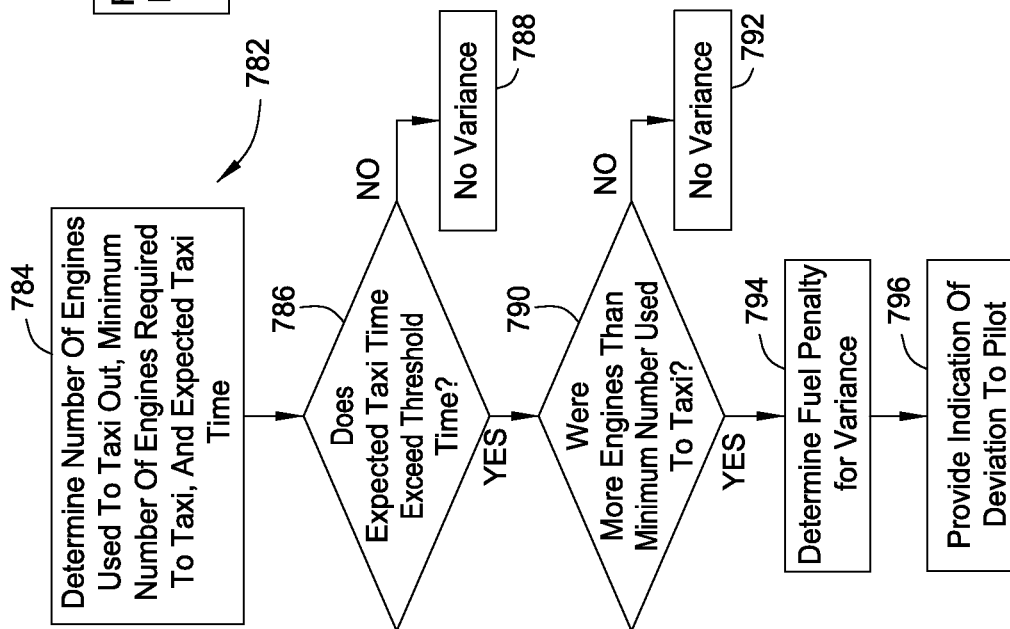 782
784
Determine Number Of Engines
Used To Taxi Out, Minimum
Number Of Engines Required
To Taxi, And Expected Taxi
Time
786
Does
Expected Taxi Time
Exceed Threshold
Time?
NO
No Variance
788
YES
790
Were
More Engines Than
Minimum Number Used
To Taxi?
NO
No Variance
792
YES
794
Determine Fuel Penalty
for Variance
796
Provide Indication Of
Deviation To Pilot